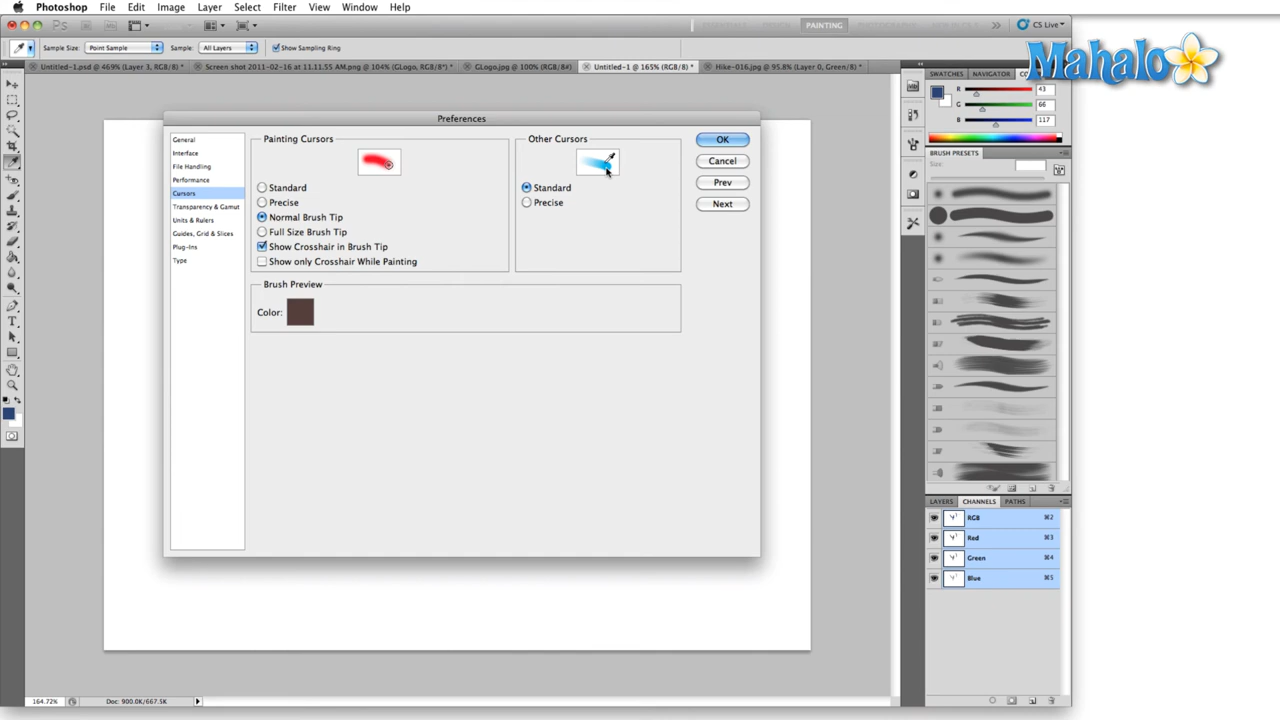 Photoshop File Edit Image Layer Select Filter View Window Help
Ps PAINTING CS Live
Sample Size: Point Sample Sample: All Layers Show Sampling Ring
Untitled-1.psd @ 469% (Layer 3, RGB/8) * Screen shot 2011-02-16 at 11.11.55 AM.png @ 104% (GLogo, RGB/8*) * GLogo.jpg @ 100% (RGB/8#) Untitled-1 @ 165% (RGB/8) * Hike-016.jpg @ 95.8% (Layer 0, Green/8) *
Mahalo
SWATCHES NAVIGATOR
R 43
G 66
B 117
BRUSH PRESETS
Size:
Preferences
General
Interface
File Handling
Performance
Cursors
Transparency & Gamut
Units & Rulers
Guides, Grid & Slices
Plug-Ins
Type
Painting Cursors
Standard
Precise
Normal Brush Tip
Full Size Brush Tip
Show Crosshair in Brush Tip
Show only Crosshair While Painting
Other Cursors
Standard
Precise
OK
Cancel
Prev
Next
Brush Preview
Color:
LAYERS CHANNELS PATHS
RGB ⌘2
Red ⌘3
Green ⌘4
Blue ⌘5
164.72% Doc: 900.0K/667.5K